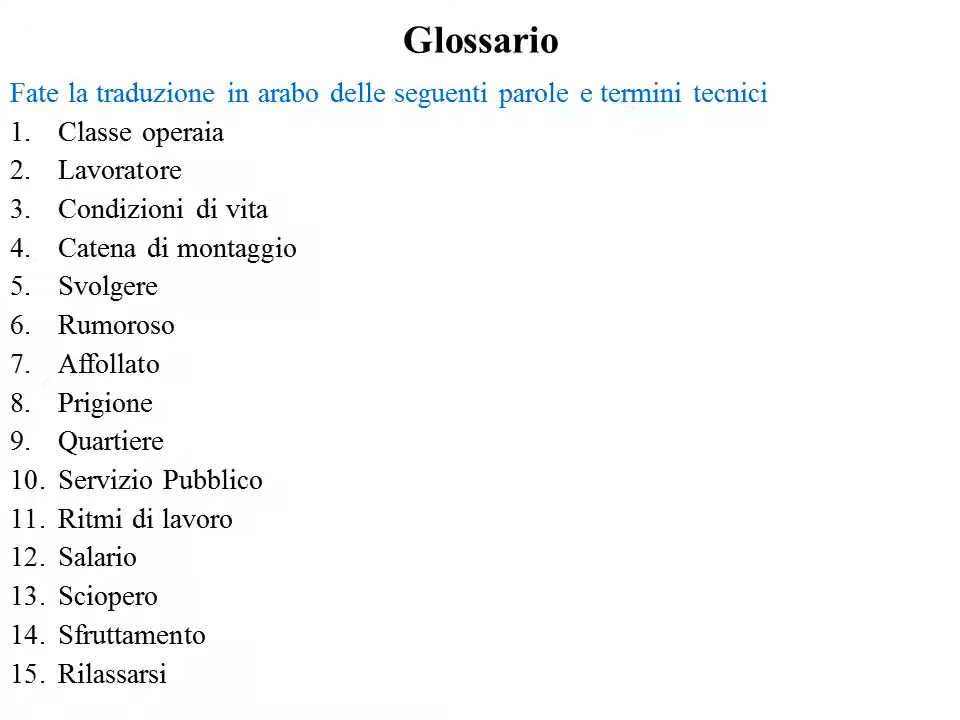 Glossario
Fate la traduzione in arabo delle seguenti parole e termini tecnici
1. Classe operaia
2. Lavoratore
3. Condizioni di vita
4. Catena di montaggio
5. Svolgere
6. Rumoroso
7. Affollato
8. Prigione
9. Quartiere
10. Servizio Pubblico
11. Ritmi di lavoro
12. Salario
13. Sciopero
14. Sfruttamento
15. Rilassarsi